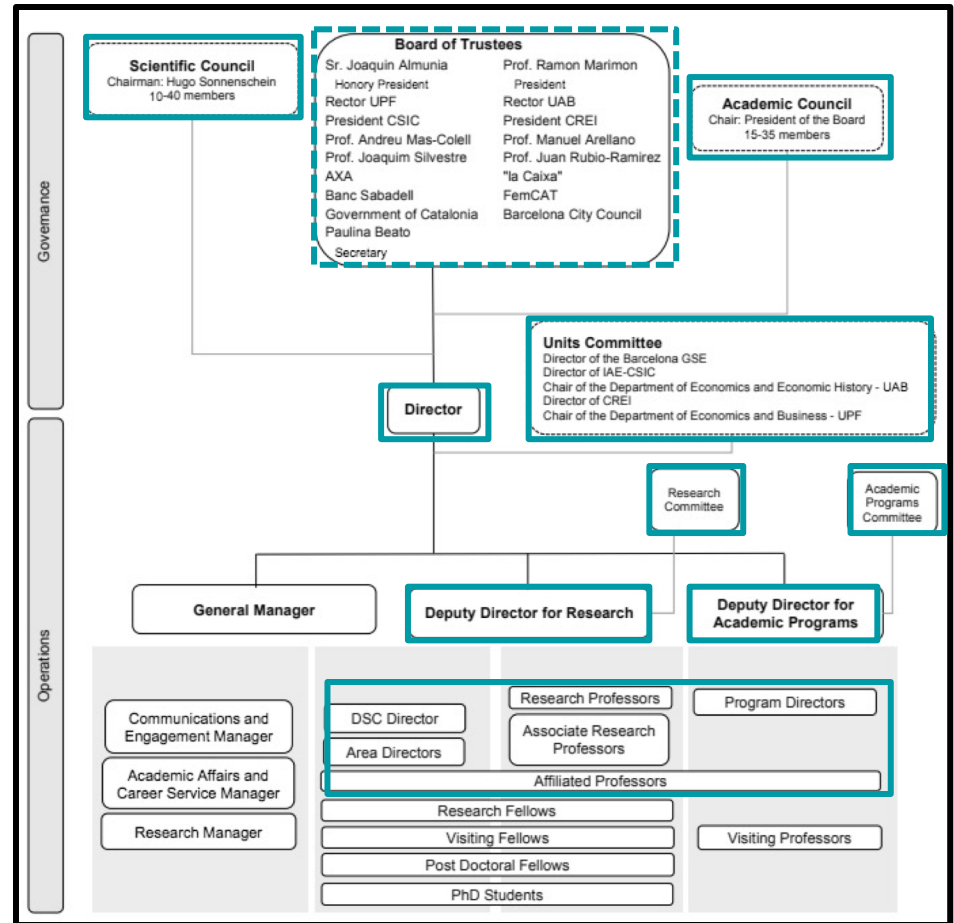 Governance
Scientific Council
Chairman: Hugo Sonnenschein
10-40 members
Board of Trustees
Sr. Joaquin Almunia
Honory President
Rector UPF
President CSIC
Prof. Andreu Mas-Colell
Prof. Joaquim Silvestre
AXA
Banc Sabadell
Government of Catalonia
Paulina Beato
Secretary
Prof. Ramon Marimon
President
Rector UAB
President CREI
Prof. Manuel Arellano
Prof. Juan Rubio-Ramirez
"la Caixa"
FemCAT
Barcelona City Council
Academic Council
Chair: President of the Board
15-35 members
Units Committee
Director of the Barcelona GSE
Director of IAE-CSIC
Chair of the Department of Economics and Economic History - UAB
Director of CREI
Chair of the Department of Economics and Business - UPF
Director
Operations
Research
Committee
Academic
Programs
Committee
General Manager
Deputy Director for Research
Deputy Director for
Academic Programs
Communications and
Engagement Manager
Academic Affairs and
Career Service Manager
Research Manager
DSC Director
Area Directors
Research Professors
Associate Research
Professors
Program Directors
Affiliated Professors
Research Fellows
Visiting Fellows
Post Doctoral Fellows
PhD Students
Visiting Professors